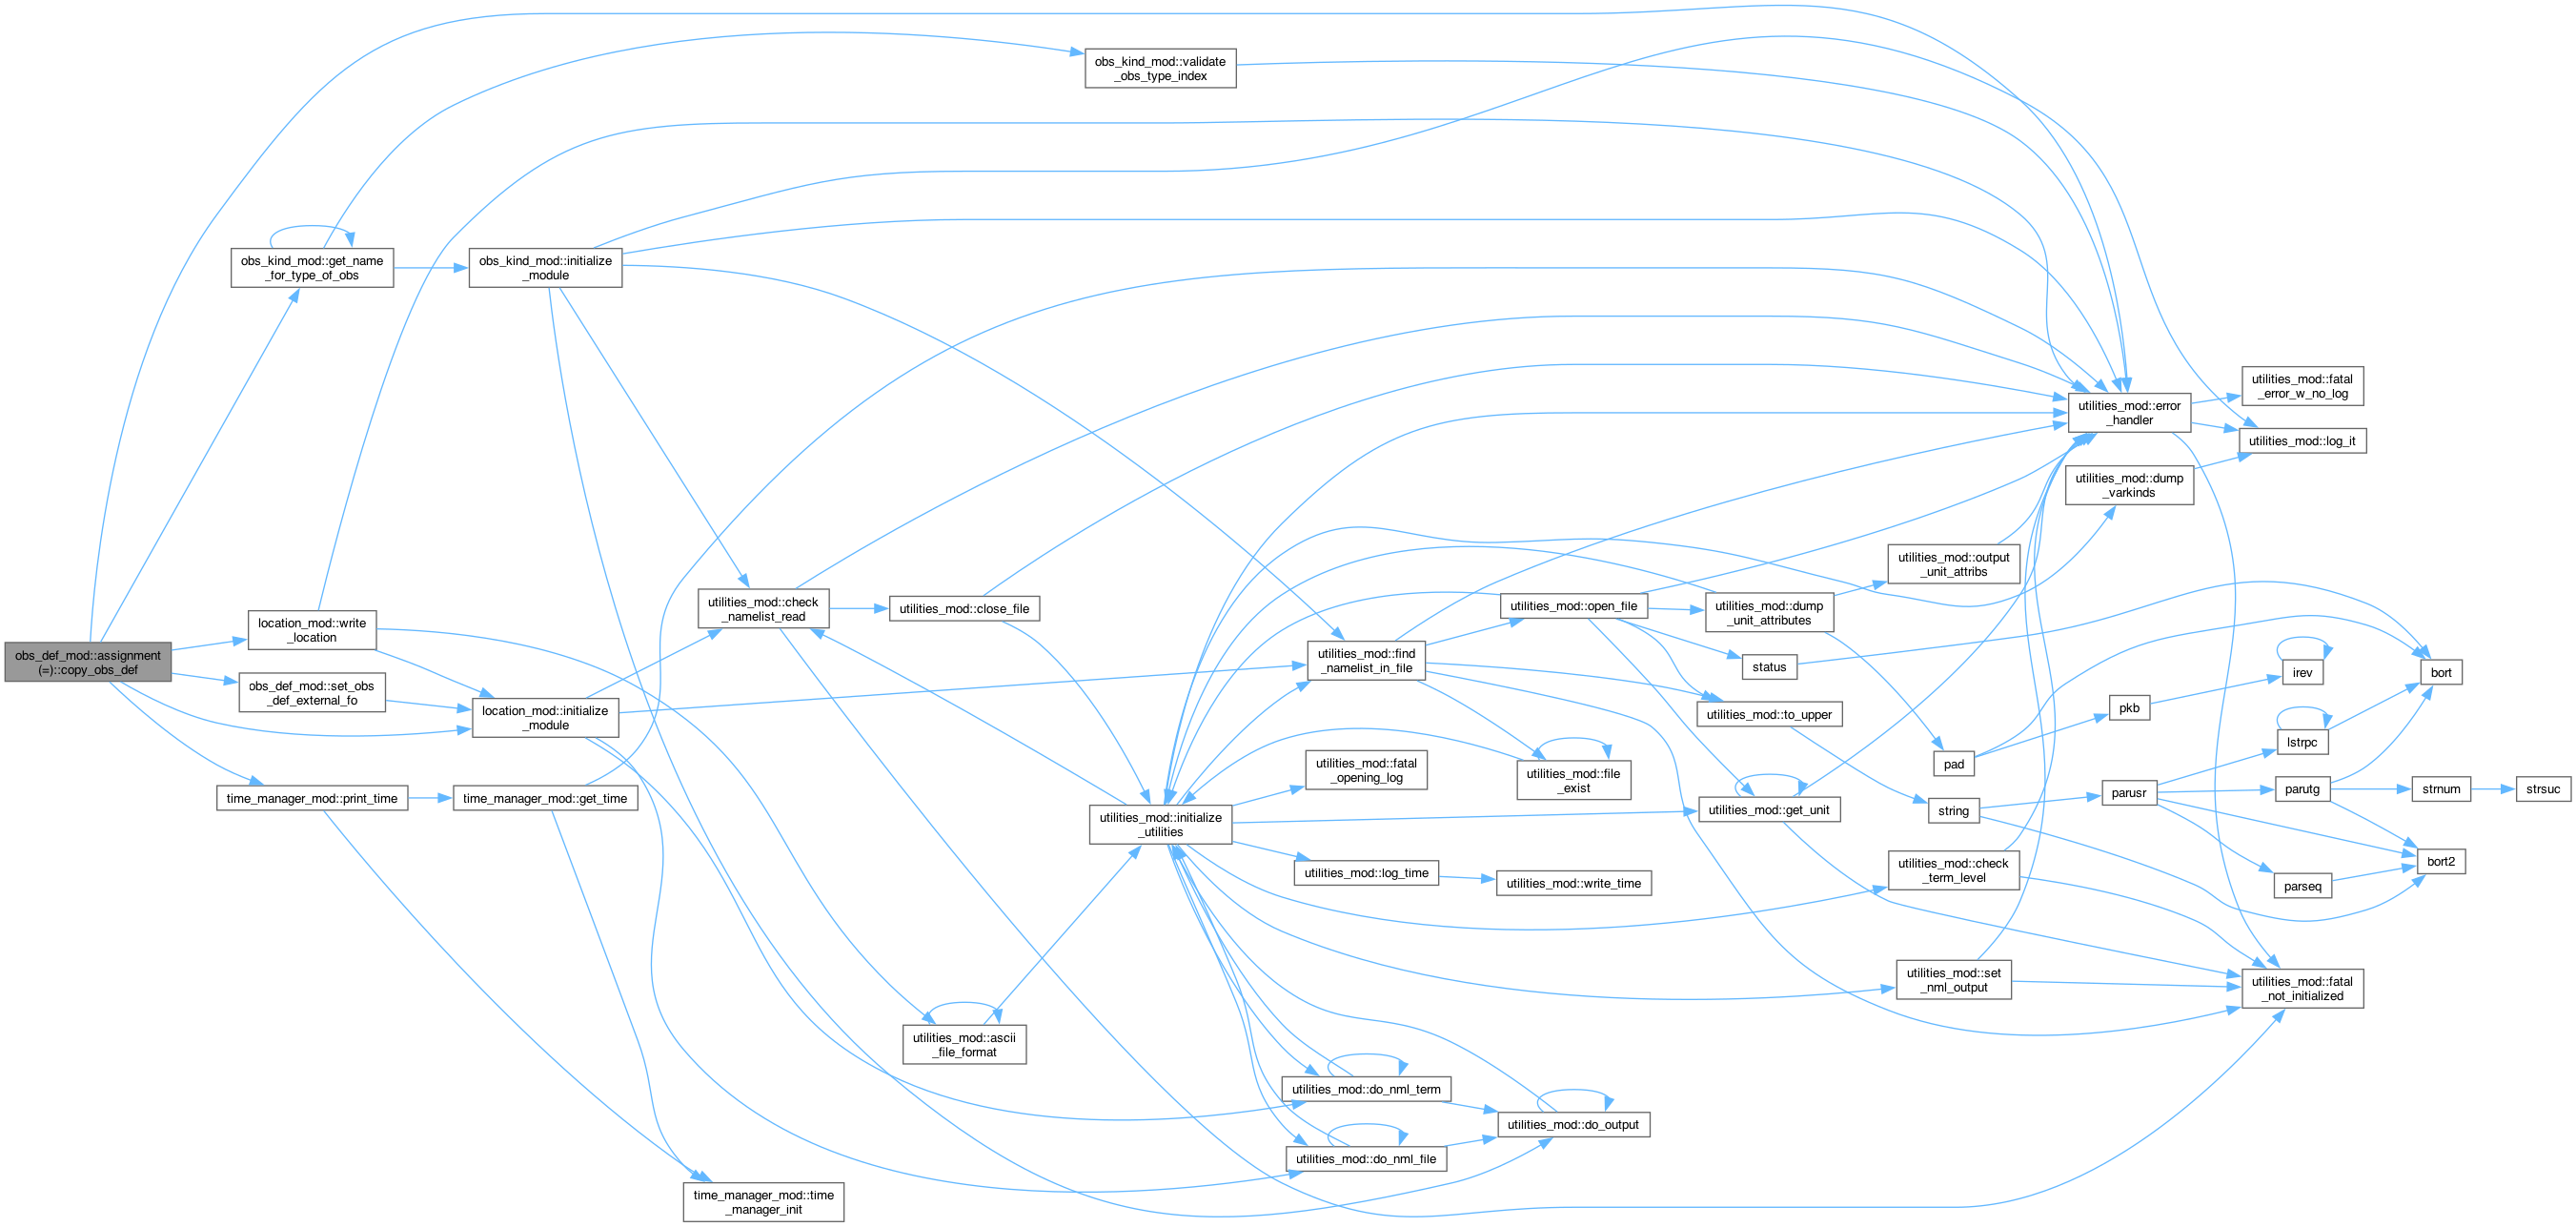 obs_kind_mod::validate
_obs_type_index
obs_kind_mod::get_name
_for_type_of_obs
obs_kind_mod::initialize
_module
utilities_mod::fatal
_error_w_no_log
utilities_mod::error
_handler
utilities_mod::log_it
utilities_mod::dump
_varkinds
utilities_mod::output
_unit_attribs
utilities_mod::check
_namelist_read
utilities_mod::close_file
utilities_mod::open_file
utilities_mod::dump
_unit_attributes
location_mod::write
_location
obs_def_mod::assignment
(=)::copy_obs_def
utilities_mod::find
_namelist_in_file
status
irev
bort
obs_def_mod::set_obs
_def_external_fo
location_mod::initialize
_module
utilities_mod::to_upper
pkb
lstrpc
utilities_mod::fatal
_opening_log
utilities_mod::file
_exist
pad
time_manager_mod::print_time
time_manager_mod::get_time
utilities_mod::initialize
_utilities
utilities_mod::get_unit
string
parusr
parutg
strnum
strsuc
utilities_mod::log_time
utilities_mod::write_time
utilities_mod::check
_term_level
parseq
bort2
utilities_mod::set
_nml_output
utilities_mod::fatal
_not_initialized
utilities_mod::ascii
_file_format
utilities_mod::do_nml_term
utilities_mod::do_output
utilities_mod::do_nml_file
time_manager_mod::time
_manager_init